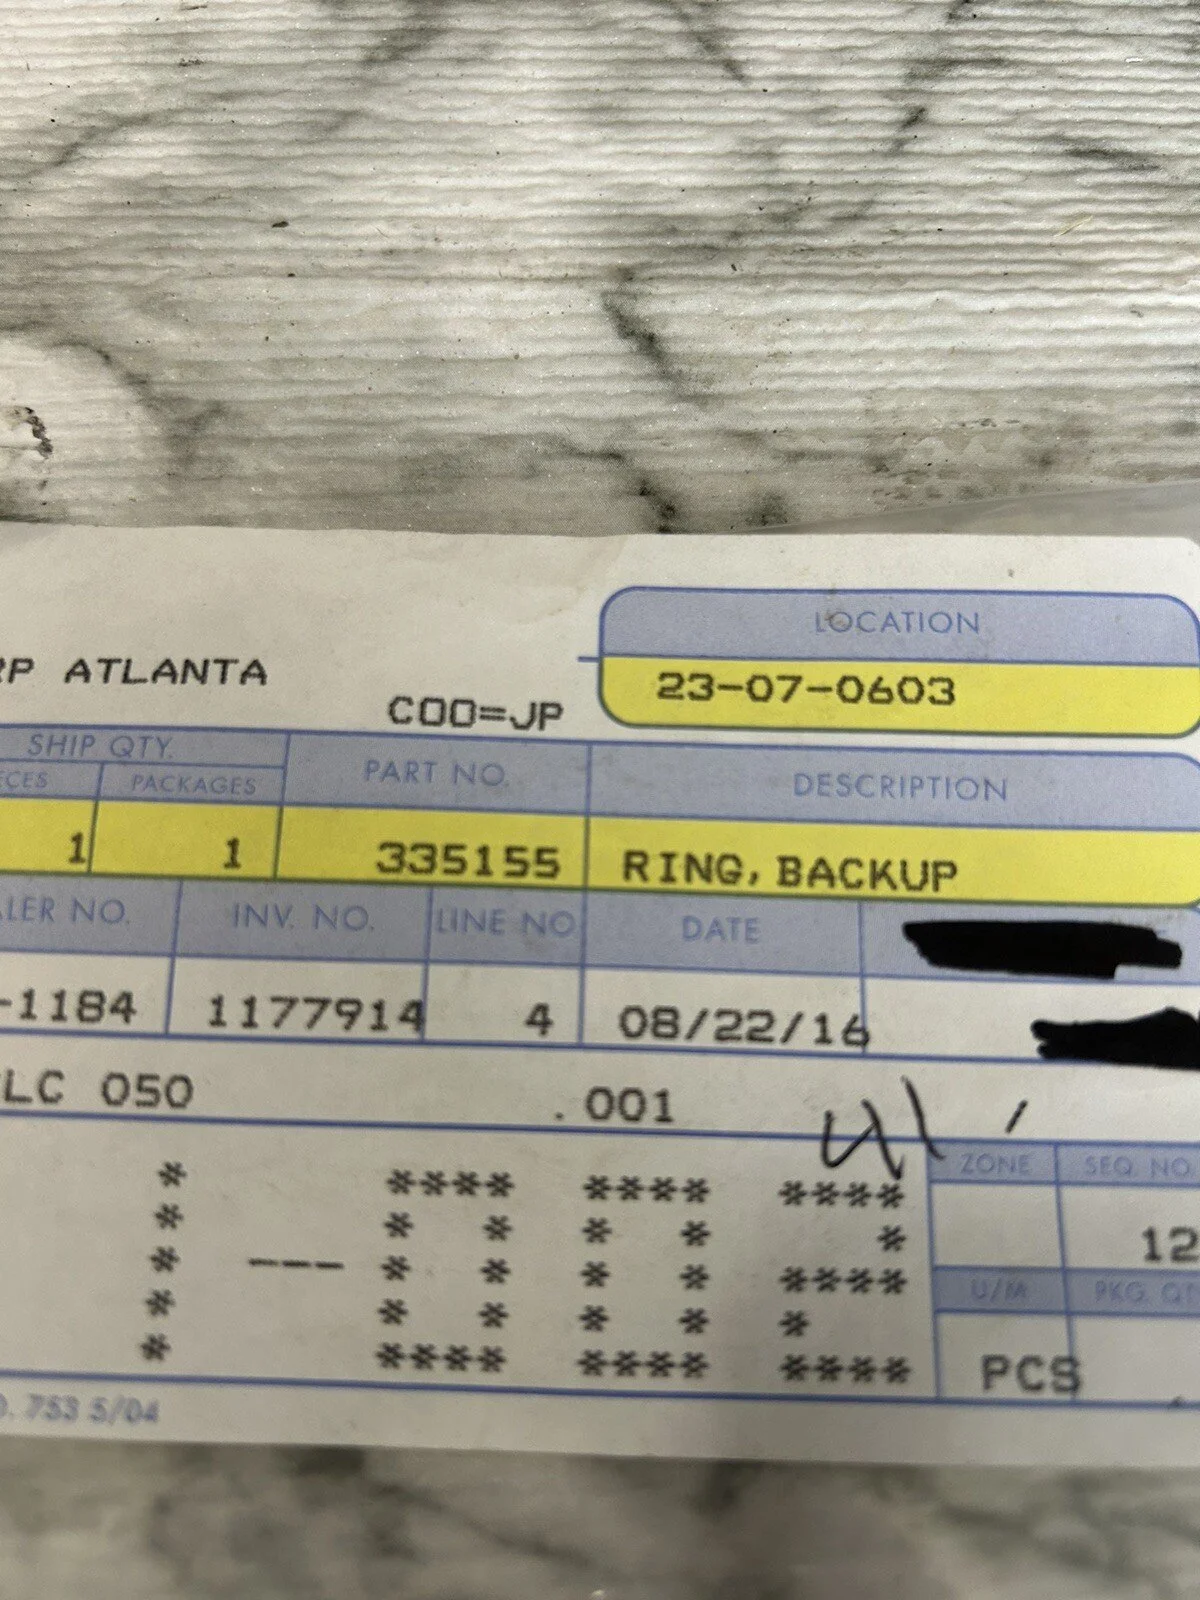 LOCATION
RP ATLANTA
COO=JP
23-07-0603
SHIP QTY.
PART NO.
DESCRIPTION
ECES
PACKAGES
1
1
335155
RING, BACKUP
LER NO.
INV. NO.
LINE NO
DATE
-1184
1177914
4
08/22/16
LC 050
.001
ZONE
SEQ. NO.
* **** **** ****
* * * * * *
* --- * * * * ****
* * * * * *
* **** **** ****
12
U/M
PKG. QT
PCS
. 753 5/04